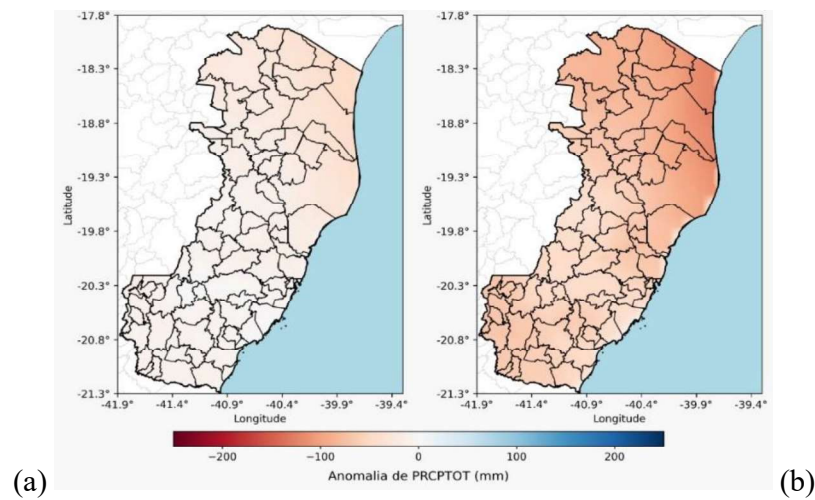 -17.8° -17.8°
-18.3° -18.3°
-18.8° -18.8°
-19.3° -19.3°
-19.8° -19.8°
-20.3° -20.3°
-20.8° -20.8°
-21.3° -21.3°
Latitude Latitude
-41.9° -41.4° -40.9° -40.4° -39.9° -39.4° -41.9° -41.4° -40.9° -40.4° -39.9° -39.4°
Longitude Longitude
−200 −100 0 100 200
Anomalia de PRCPTOT (mm)
(a) (b)